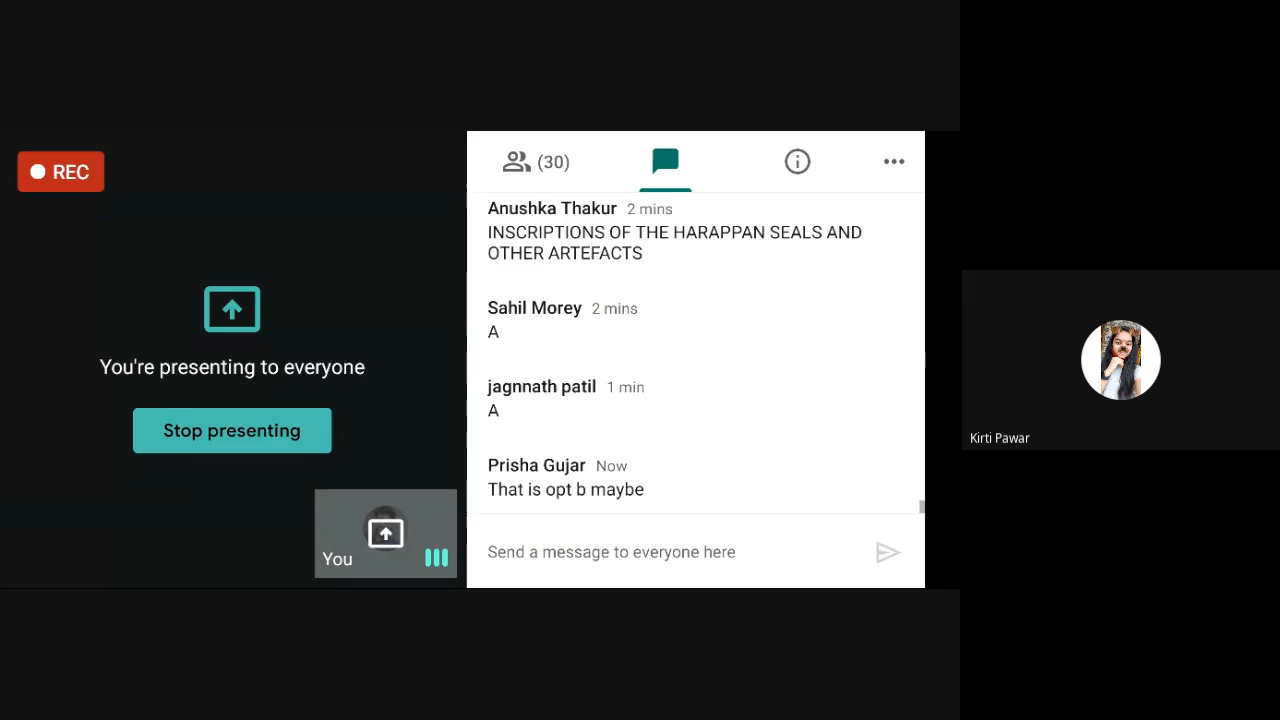 REC
You're presenting to everyone
Stop presenting
You
(30)
Anushka Thakur 2 mins
INSCRIPTIONS OF THE HARAPPAN SEALS AND
OTHER ARTEFACTS
Sahil Morey 2 mins
A
jagnnath patil 1 min
A
Prisha Gujar Now
That is opt b maybe
Send a message to everyone here
Kirti Pawar